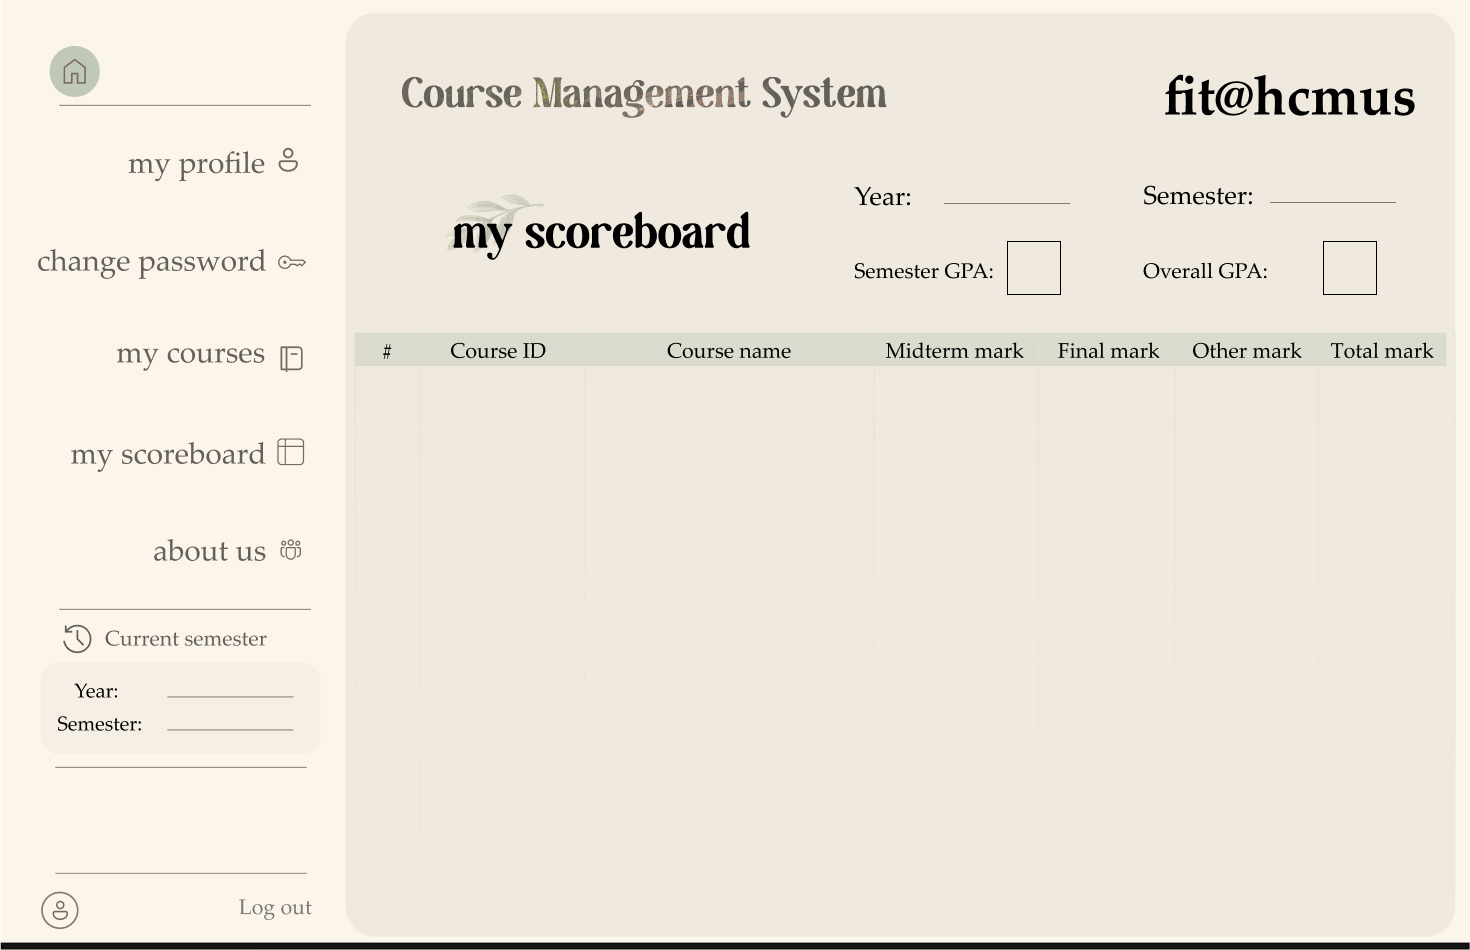 Course Management System
fit@hcmus
my profile
change password
my courses
my scoreboard
about us
Current semester
Year:
Semester:
Log out
my scoreboard
Year:
Semester:
Semester GPA:
Overall GPA:
# Course ID Course name Midterm mark Final mark Other mark Total mark